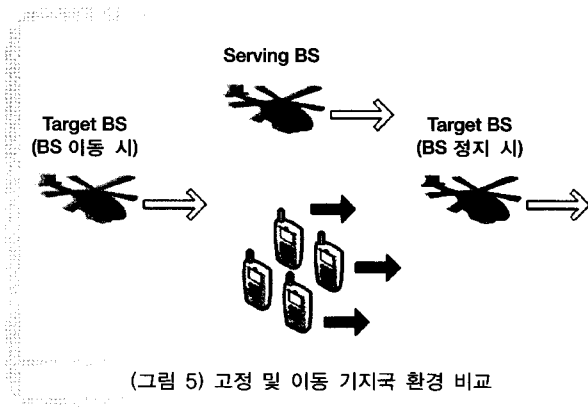 Serving BS
Target BS
(BS 이동 시)
Target BS
(BS 정지 시)
(그림 5) 고정 및 이동 기지국 환경 비교